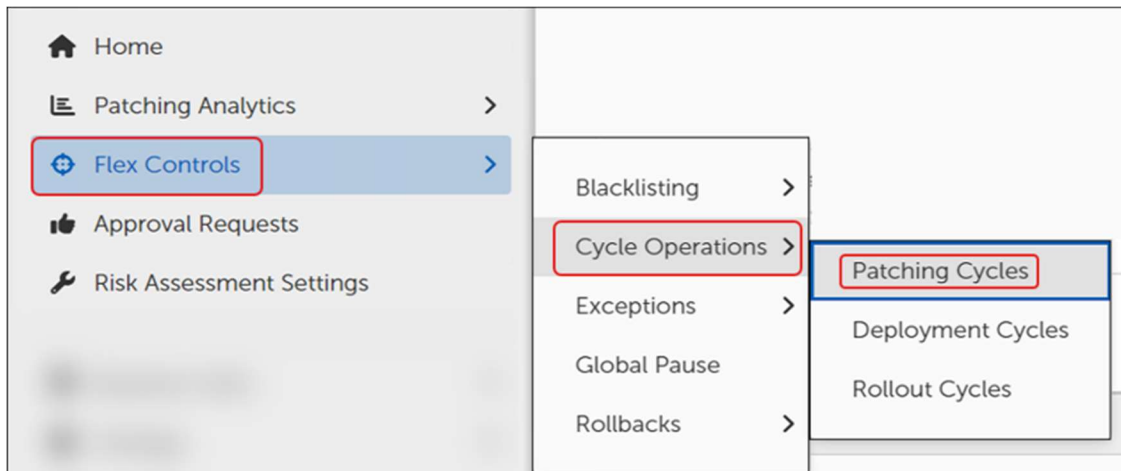 Home
Patching Analytics
Flex Controls
Approval Requests
Risk Assessment Settings
Blacklisting
Cycle Operations
Exceptions
Global Pause
Rollbacks
Patching Cycles
Deployment Cycles
Rollout Cycles